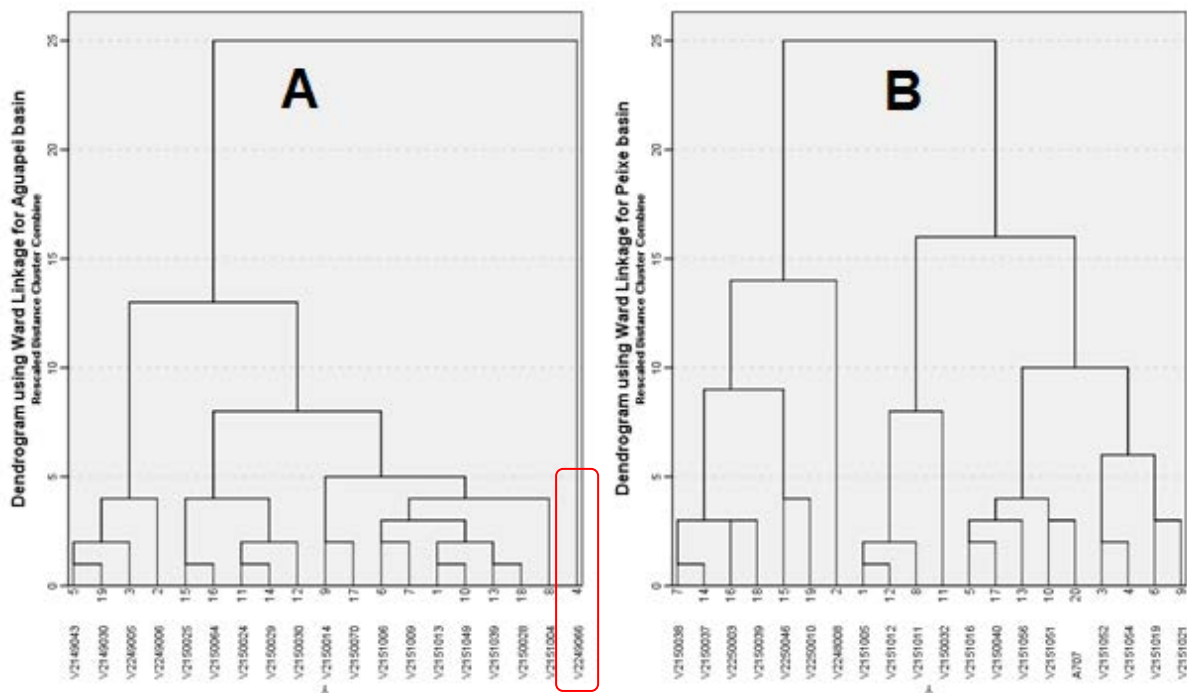 Dendrogram using Ward Linkage for Aguapei basin
Rescaled Distance Cluster Combine
A
25
20
15
10
5
0
5 19 3 2 15 16 11 14 12 9 17 6 7 1 10 13 18 8 4
V2149043
V2149030
V2249005
V2249006
V2150025
V2150064
V2150024
V2150029
V2150030
V2150014
V2150070
V2151006
V2151009
V2151013
V2151049
V2151039
V2150028
V2151004
V2249066
Dendrogram using Ward Linkage for Peixe basin
Rescaled Distance Cluster Combine
B
25
20
15
10
5
0
7 14 16 18 15 19 2 1 12 8 11 5 17 13 10 20 3 4 6 9
V2150038
V2150037
V2250003
V2150039
V2250046
V2250010
V2248008
V2151005
V2151012
V2151011
V2150032
V2151016
V2150040
V2151056
V2151051
A707
V2151052
V2151054
V2151019
V2151021